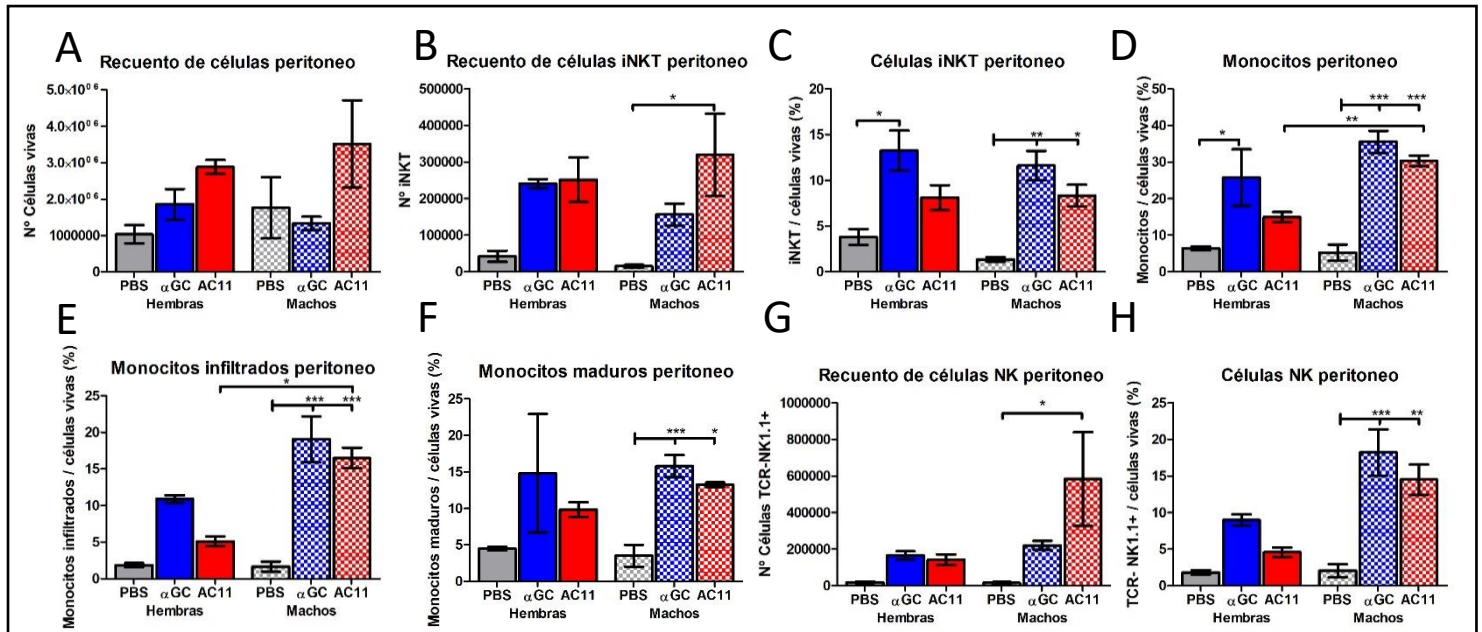 A
Recuento de células peritoneo
Nº Células vivas
5.0×10⁰⁶
4.0×10⁰⁶
3.0×10⁰⁶
2.0×10⁰⁶
1000000
0
PBS αGC AC11 PBS αGC AC11
Hembras Machos
B
Recuento de células iNKT peritoneo
Nº iNKT
500000
400000
300000
200000
100000
0
*
PBS αGC AC11 PBS αGC AC11
Hembras Machos
C
Células iNKT peritoneo
iNKT / células vivas (%)
20
15
10
5
0
* ** *
PBS αGC AC11 PBS αGC AC11
Hembras Machos
D
Monocitos peritoneo
Monocitos / células vivas (%)
50
40
30
20
10
0
*** ***
**
*
PBS αGC AC11 PBS αGC AC11
Hembras Machos
E
Monocitos infiltrados peritoneo
Monocitos infiltrados / células vivas (%)
25
20
15
10
5
0
*
*** ***
PBS αGC AC11 PBS αGC AC11
Hembras Machos
F
Monocitos maduros peritoneo
Monocitos maduros / células vivas (%)
25
20
15
10
5
0
*** *
PBS αGC AC11 PBS αGC AC11
Hembras Machos
G
Recuento de células NK peritoneo
Nº Células TCR-NK1.1+
1000000
800000
600000
400000
200000
0
*
PBS αGC AC11 PBS αGC AC11
Hembras Machos
H
Células NK peritoneo
TCR- NK1.1+ / células vivas (%)
25
20
15
10
5
0
*** **
PBS αGC AC11 PBS αGC AC11
Hembras Machos